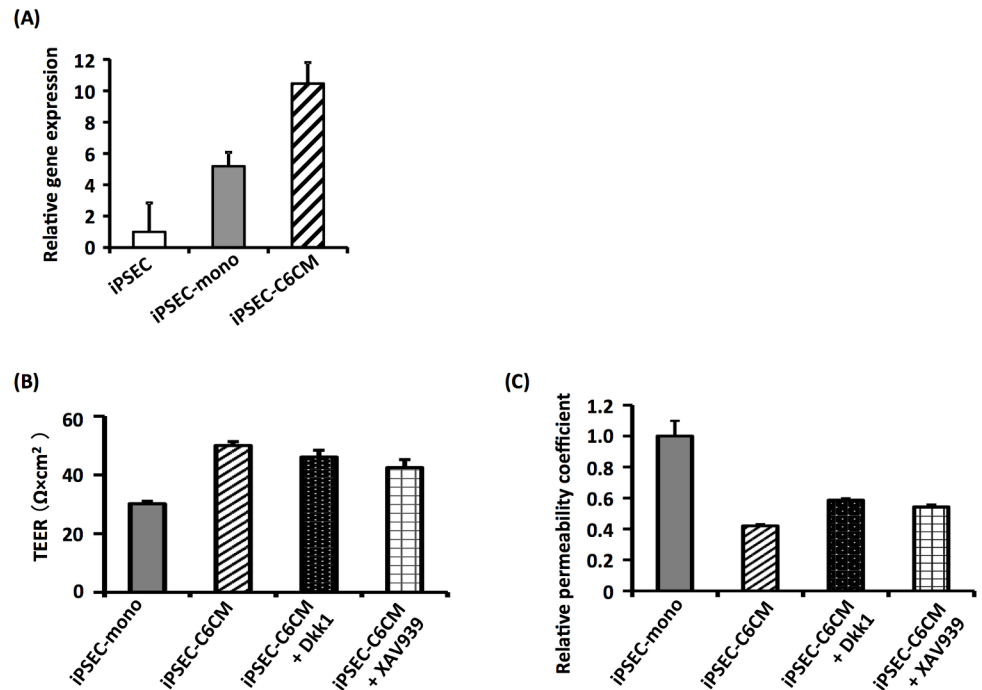 (A)
Relative gene expression
12
10
8
6
4
2
0
iPSEC
iPSEC-mono
iPSEC-C6CM
(B)
TEER (Ω×cm²)
60
40
20
0
iPSEC-mono
iPSEC-C6CM
iPSEC-C6CM
+ Dkk1
iPSEC-C6CM
+ XAV939
(C)
Relative permeability coefficient
1.2
1.0
0.8
0.6
0.4
0.2
0
iPSEC-mono
iPSEC-C6CM
iPSEC-C6CM
+ Dkk1
iPSEC-C6CM
+ XAV939